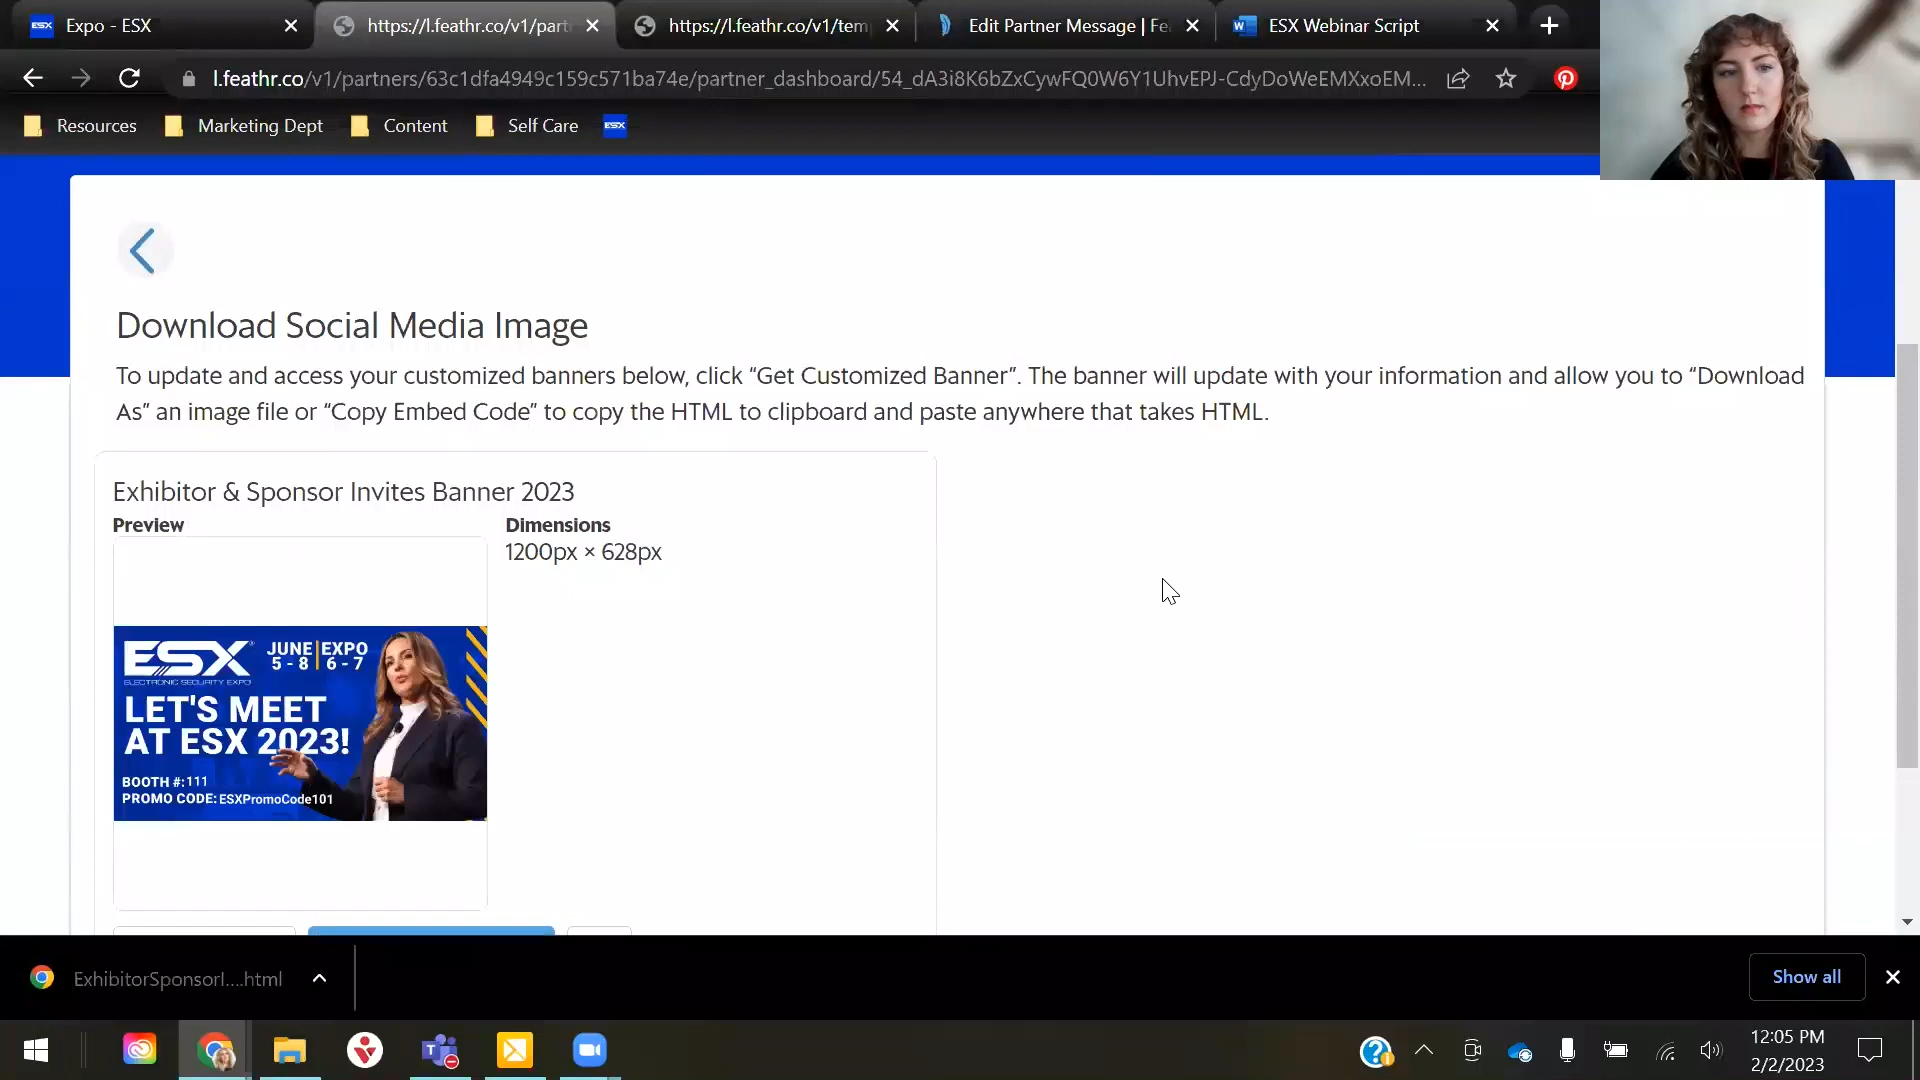 Expo - ESX
https://l.feathr.co/v1/part
https://l.feathr.co/v1/tem
Edit Partner Message | Fe
ESX Webinar Script
l.feathr.co/v1/partners/63c1dfa4949c159c571ba74e/partner_dashboard/54_dA3i8K6bZxCywFQ0W6Y1UhvEPJ-CdyDoWeEMXxoEM...
Resources
Marketing Dept
Content
Self Care
ESX
Download Social Media Image
To update and access your customized banners below, click “Get Customized Banner”. The banner will update with your information and allow you to “Download
As” an image file or “Copy Embed Code” to copy the HTML to clipboard and paste anywhere that takes HTML.
Exhibitor & Sponsor Invites Banner 2023
Preview
Dimensions
1200px × 628px
ESX
ELECTRONIC SECURITY EXPO
JUNE | EXPO
5 - 8 | 6 - 7
LET'S MEET
AT ESX 2023!
BOOTH #:111
PROMO CODE: ESXPromoCode101
ExhibitorSponsorI....html
Show all
12:05 PM
2/2/2023